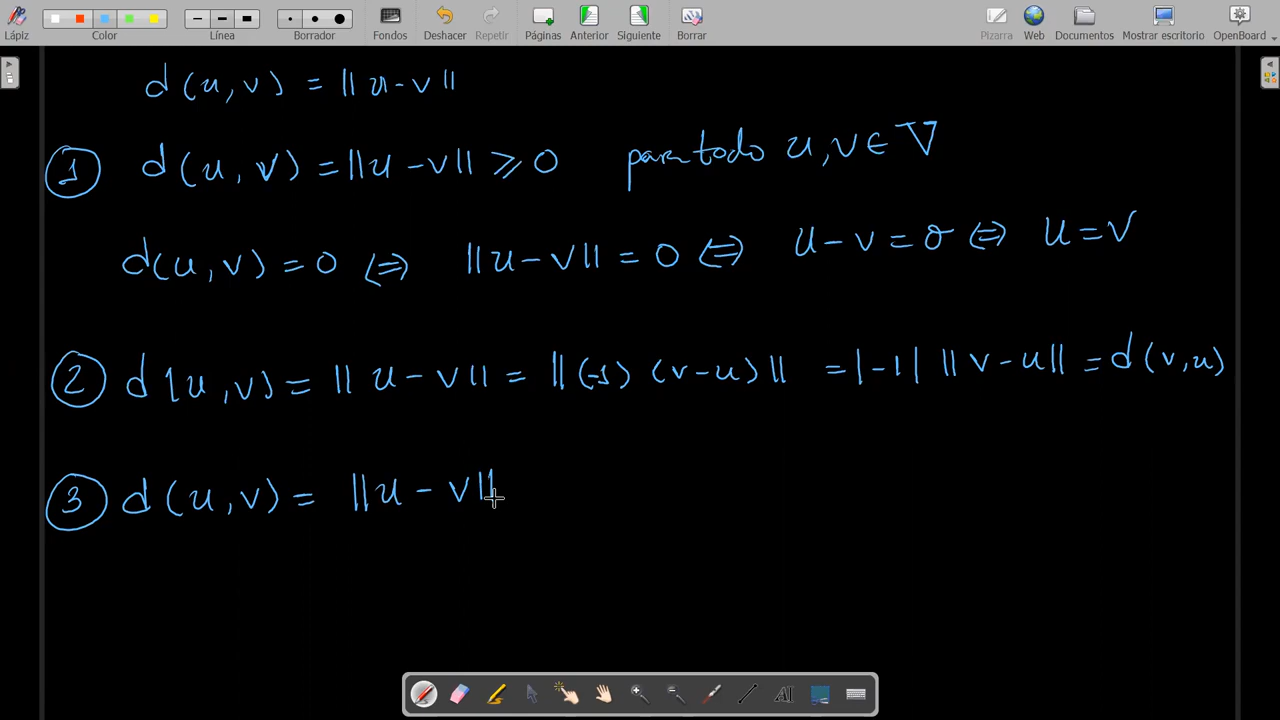 Lápiz Color Línea Borrador Fondos Deshacer Repetir Páginas Anterior Siguiente Borrar Pizarra Web Documentos Mostrar escritorio OpenBoard
d(u,v) = ||u-v||
1 d(u,v) = ||u-v|| ⩾ 0 para todo u,v ∈ V
d(u,v) = 0 ⇔ ||u-v|| = 0 ⇔ u-v = 0 ⇔ u = v
2 d(u,v) = ||u-v|| = ||(-1)(v-u)|| = |-1| ||v-u|| = d(v,u)
3 d(u,v) = ||u-v||
AI